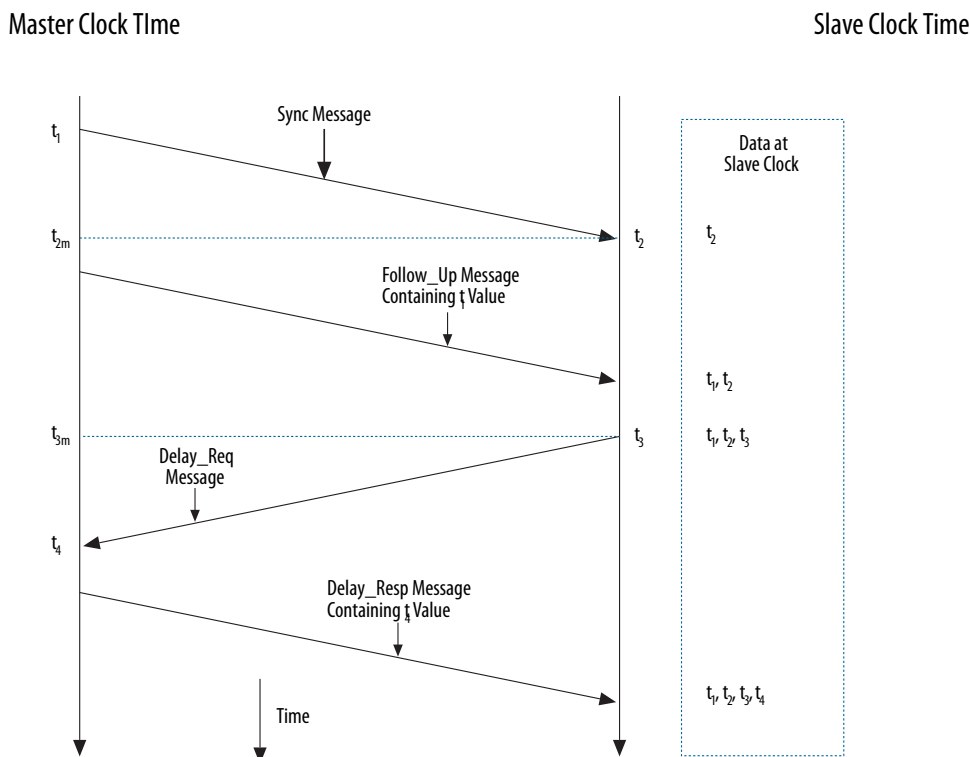 Master Clock TIme
Slave Clock Time
Sync Message
t1
Data at
Slave Clock
t2m
t2
t2
Follow_Up Message
Containing t1 Value
t1, t2
t3m
t3
t1, t2, t3
Delay_Req
Message
t4
Delay_Resp Message
Containing t4 Value
t1, t2, t3, t4
Time